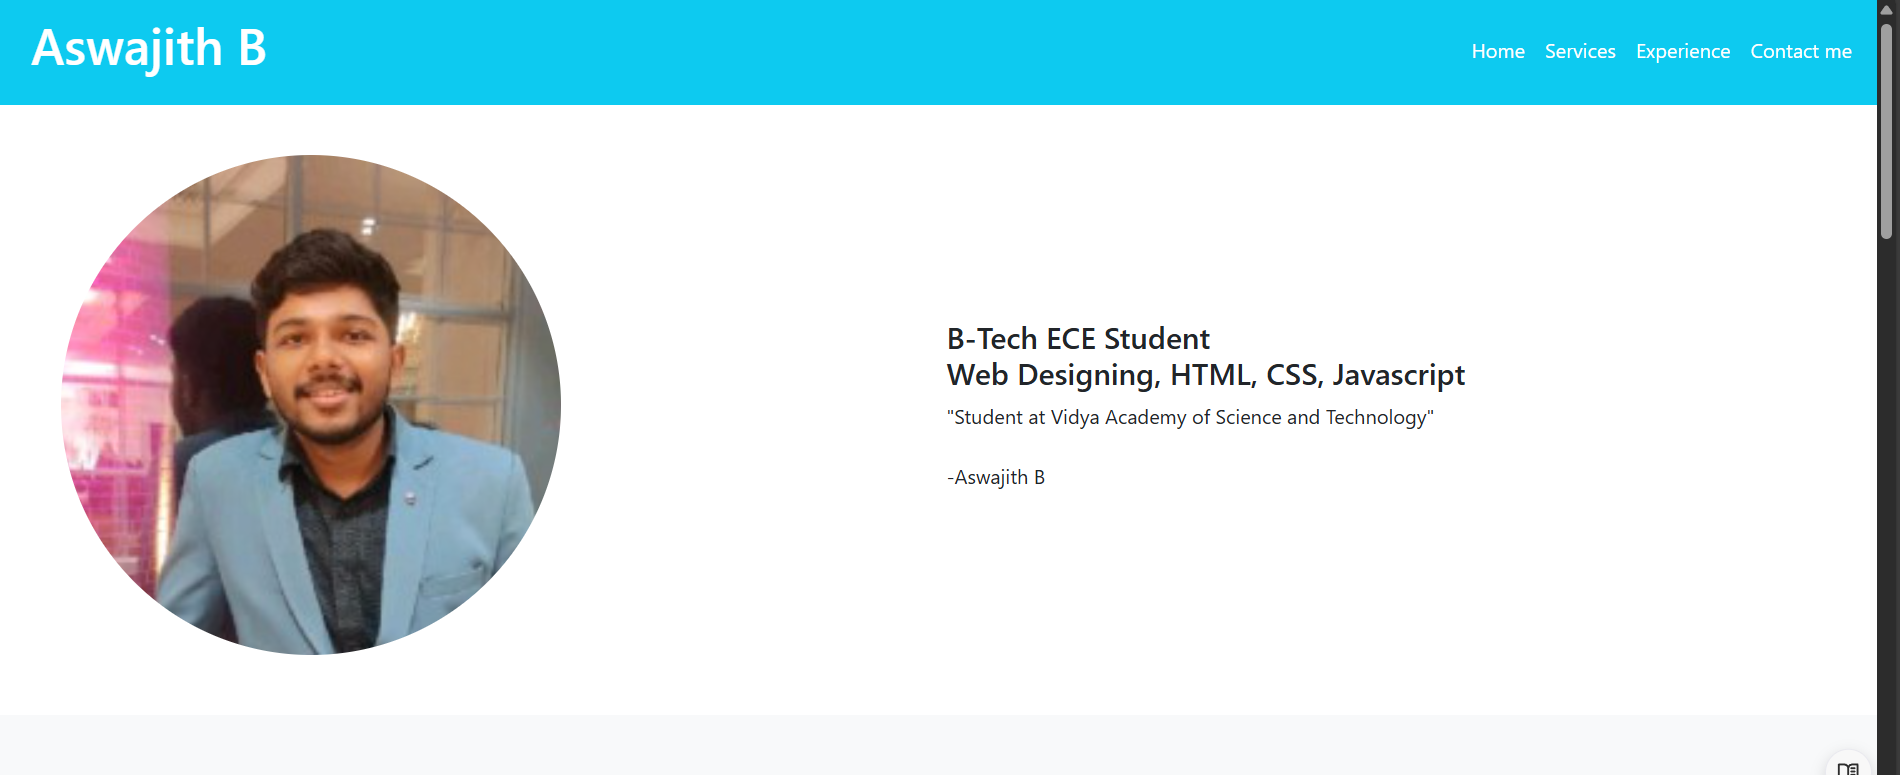 Aswajith B
Home Services Experience Contact me
B-Tech ECE Student
Web Designing, HTML, CSS, Javascript
"Student at Vidya Academy of Science and Technology"
-Aswajith B